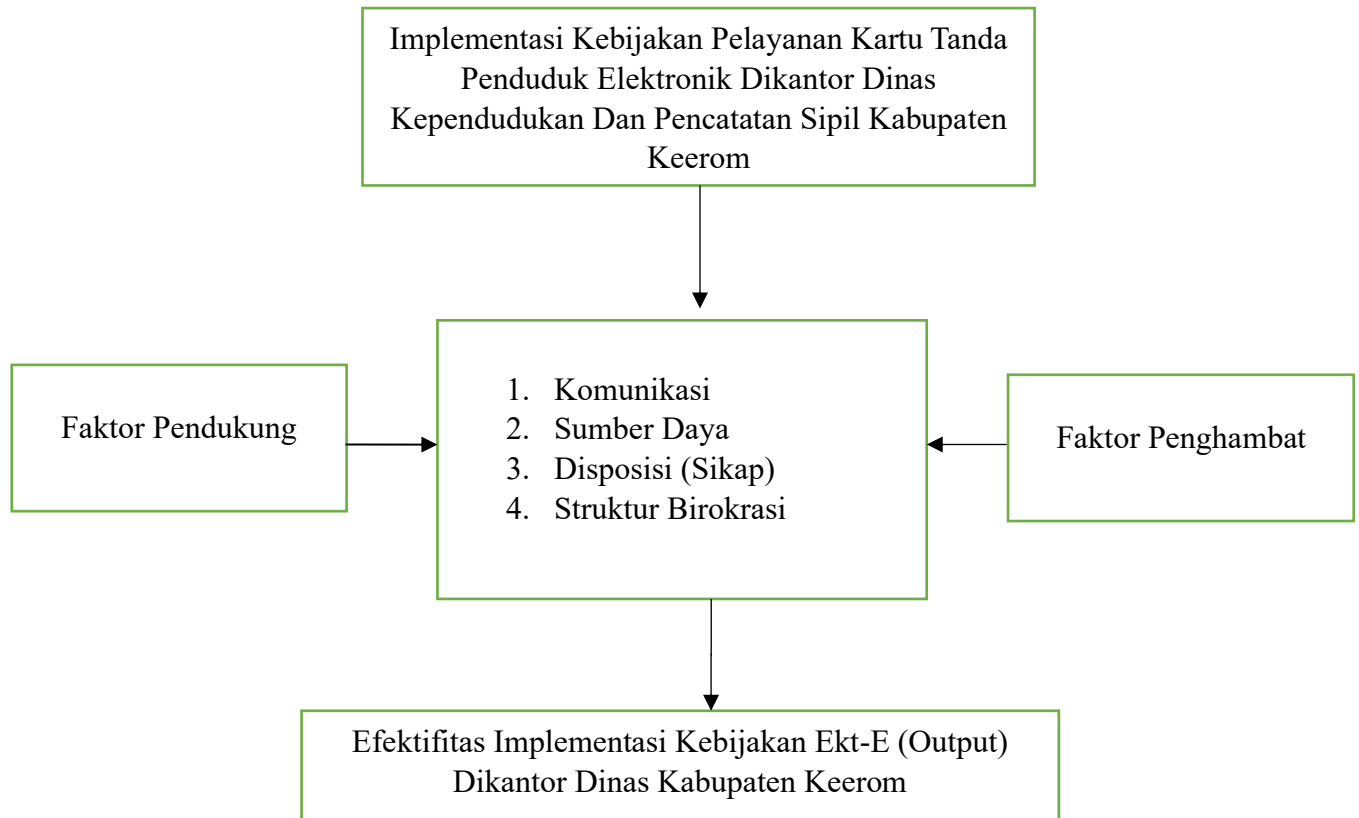 Implementasi Kebijakan Pelayanan Kartu Tanda
Penduduk Elektronik Dikantor Dinas
Kependudukan Dan Pencatatan Sipil Kabupaten
Keerom
Faktor Pendukung
1. Komunikasi
2. Sumber Daya
3. Disposisi (Sikap)
4. Struktur Birokrasi
Faktor Penghambat
Efektifitas Implementasi Kebijakan Ekt-E (Output)
Dikantor Dinas Kabupaten Keerom